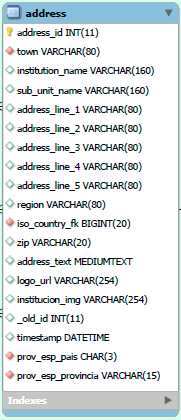 address
address_id INT(11)
town VARCHAR(80)
institution_name VARCHAR(160)
sub_unit_name VARCHAR(160)
address_line_1 VARCHAR(80)
address_line_2 VARCHAR(80)
address_line_3 VARCHAR(80)
address_line_4 VARCHAR(80)
address_line_5 VARCHAR(80)
region VARCHAR(80)
iso_country_fk BIGINT(20)
zip VARCHAR(20)
address_text MEDIUMTEXT
logo_url VARCHAR(254)
institucion_img VARCHAR(254)
_old_id INT(11)
timestamp DATETIME
prov_esp_pais CHAR(3)
prov_esp_provincia VARCHAR(15)
Indexes